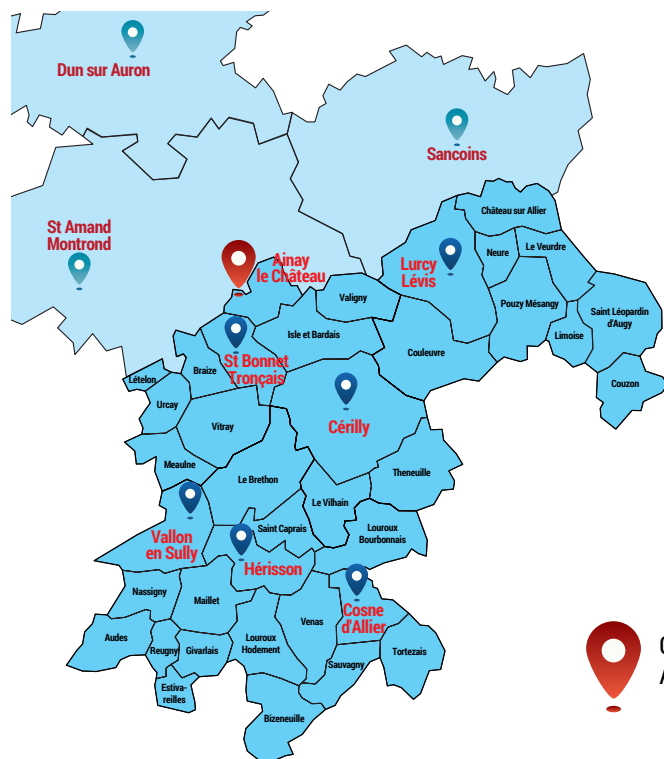 Dun sur Auron
Sancoins
Château sur Allier
St Amand
Montrond
Ainay
le Château
Lurcy
Lévis
Neure
Le Veurdre
Valigny
Pouzy Mésangy
Saint Léopardin
d'Augy
Isle et Bardais
Limoise
St Bonnet
Tronçais
Couleuvre
Braize
Lételon
Couzon
Urcay
Cérilly
Vitray
Meaulne
Theneuille
Le Brethon
Le Vilhain
Saint Caprais
Louroux
Bourbonnais
Vallon
en Sully
Hérisson
Nassigny
Maillet
Cosne
d'Allier
Venas
Audes
Reugny
Givarlais
Louroux
Hodement
Tortezais
Sauvagny
Estiva-
reilles
Bizeneuille